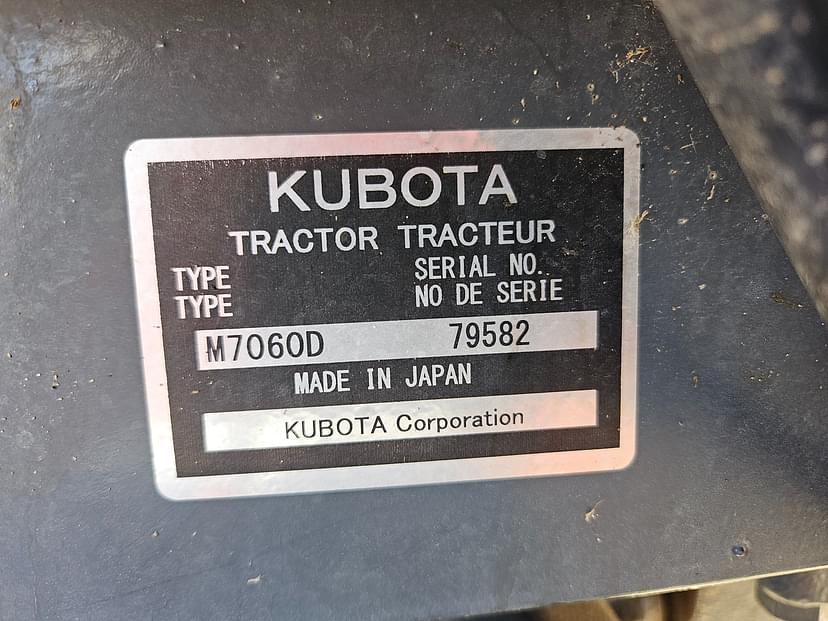 KUBOTA
TRACTOR TRACTEUR
TYPE SERIAL NO.
TYPE NO DE SERIE
M7060D 79582
MADE IN JAPAN
KUBOTA Corporation